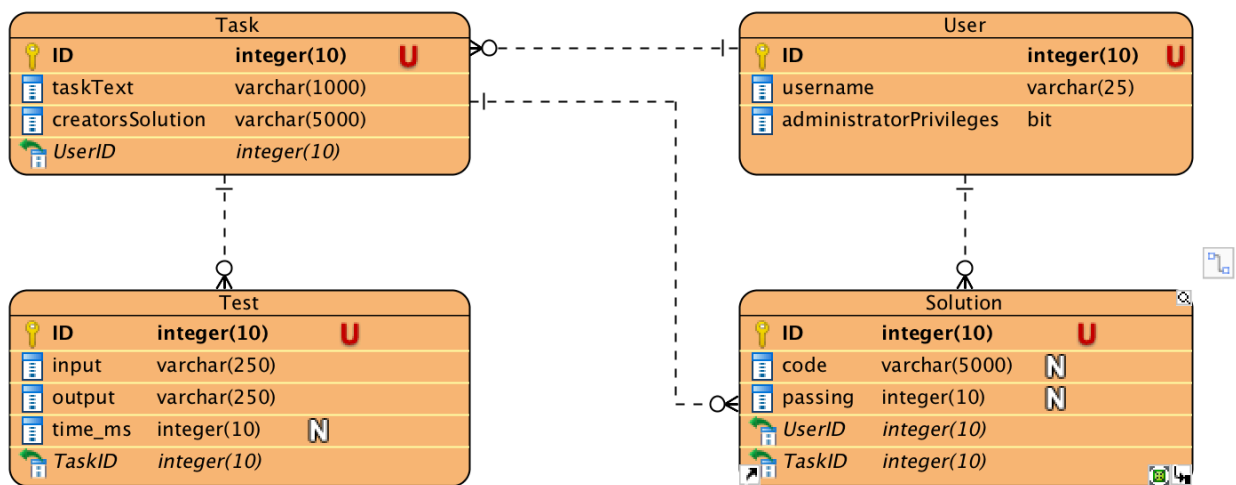 Task
ID integer(10) U
taskText varchar(1000)
creatorsSolution varchar(5000)
UserID integer(10)
User
ID integer(10) U
username varchar(25)
administratorPrivileges bit
Test
ID integer(10) U
input varchar(250)
output varchar(250)
time_ms integer(10) N
TaskID integer(10)
Solution
ID integer(10) U
code varchar(5000) N
passing integer(10) N
UserID integer(10)
TaskID integer(10)